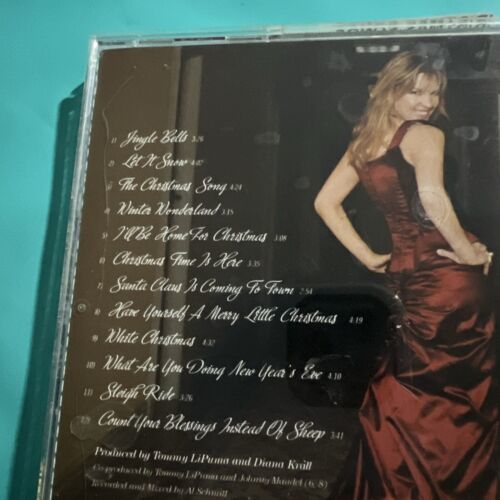 1) Jingle Bells 3:26
2) Let It Snow 4:02
The Christmas Song 4:24
4) Winter Wonderland 3:15
5) I'll Be Home For Christmas 3:08
6) Christmas Time Is Here 3:35
7) Santa Claus Is Coming To Town 2:54
8) Have Yourself A Merry Little Christmas 4:19
9) White Christmas 4:32
10) What Are You Doing New Year's Eve 4:10
11) Sleigh Ride 3:26
12) Count Your Blessings Instead Of Sheep 3:41
Produced by Tommy LiPuma and Diana Krall
Co-produced by Tommy LiPuma and Johnny Mandel (6, 8)
Recorded and Mixed by Al Schmitt